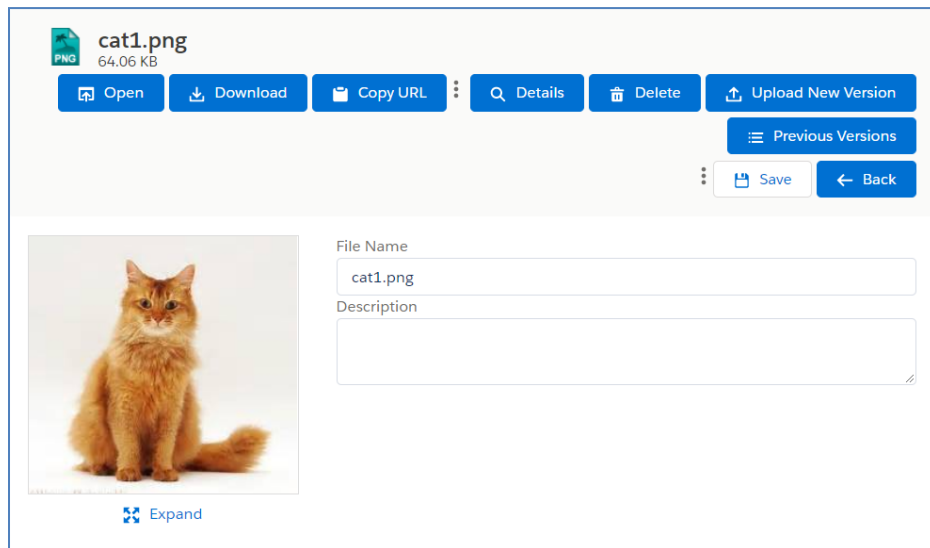 cat1.png
PNG
64.06 KB
Open Download Copy URL Details Delete Upload New Version
Previous Versions
Save Back
File Name
cat1.png
Description
Expand